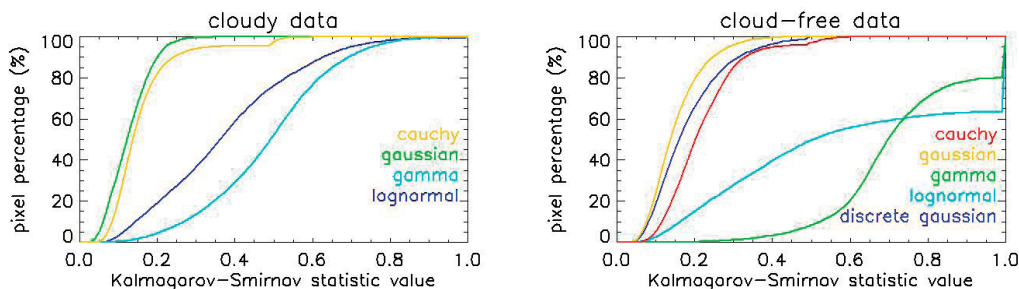 cloudy data
pixel percentage (%)
100
80
60
40
20
0
cauchy
gaussian
gamma
lognormal
0.0 0.2 0.4 0.6 0.8 1.0
Kalmagarov-Smirnov statistic value
cloud-free data
pixel percentage (%)
100
80
60
40
20
0
cauchy
gaussian
gamma
lognormal
discrete gaussian
0.0 0.2 0.4 0.6 0.8 1.0
Kalmagarov-Smirnov statistic value